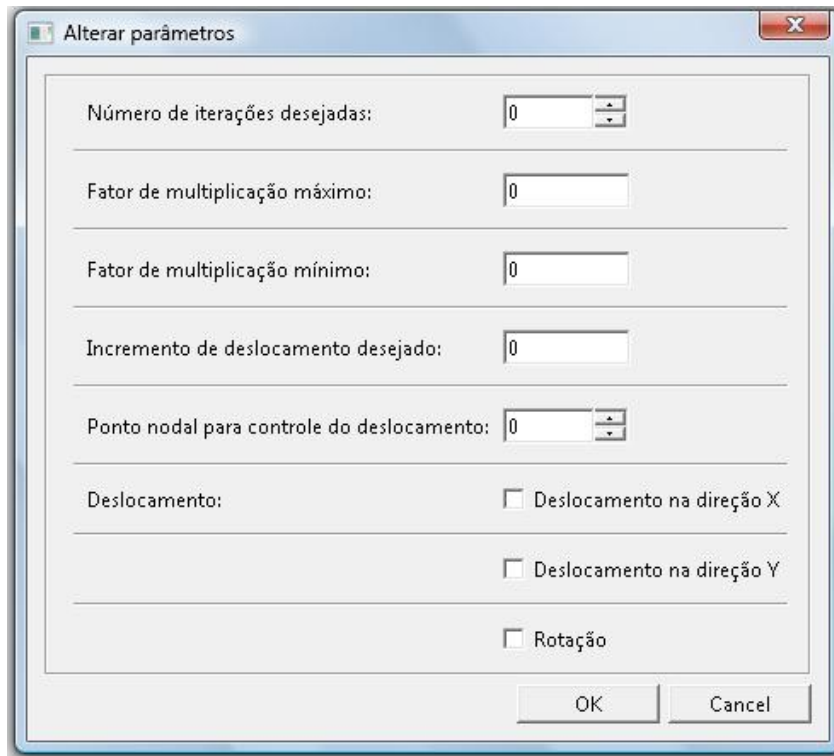 Alterar parâmetros
Número de iterações desejadas: 0
Fator de multiplicação máximo: 0
Fator de multiplicação mínimo: 0
Incremento de deslocamento desejado: 0
Ponto nodal para controle do deslocamento: 0
Deslocamento: Deslocamento na direção X
Deslocamento na direção Y
Rotação
OK Cancel